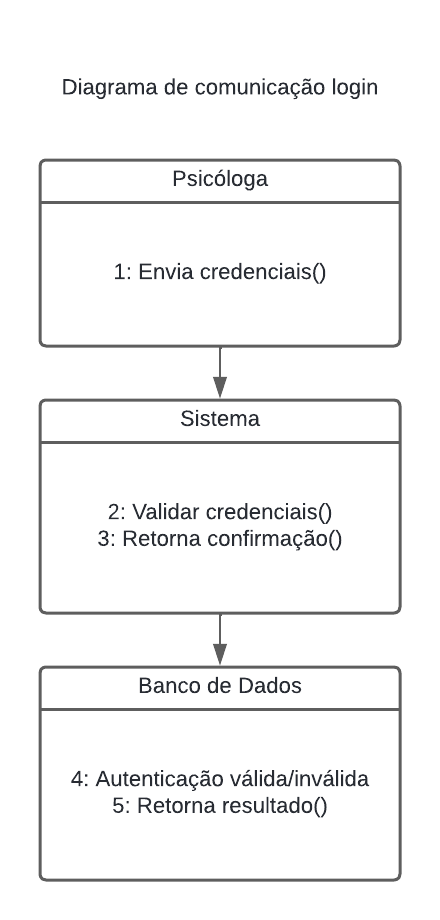 Diagrama de comunicação login
Psicóloga
1: Envia credenciais()
Sistema
2: Validar credenciais()
3: Retorna confirmação()
Banco de Dados
4: Autenticação válida/inválida
5: Retorna resultado()